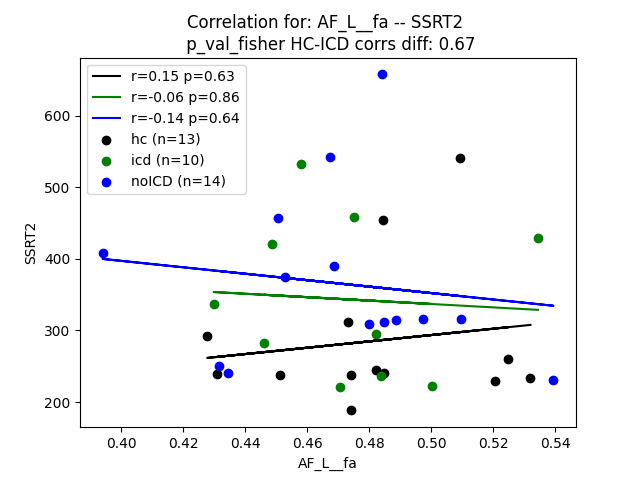 Correlation for: AF_L__fa -- SSRT2
p_val_fisher HC-ICD corrs diff: 0.67
r=0.15 p=0.63
r=-0.06 p=0.86
r=-0.14 p=0.64
hc (n=13)
icd (n=10)
noICD (n=14)
600
500
400
300
200
SSRT2
0.40 0.42 0.44 0.46 0.48 0.50 0.52 0.54
AF_L__fa